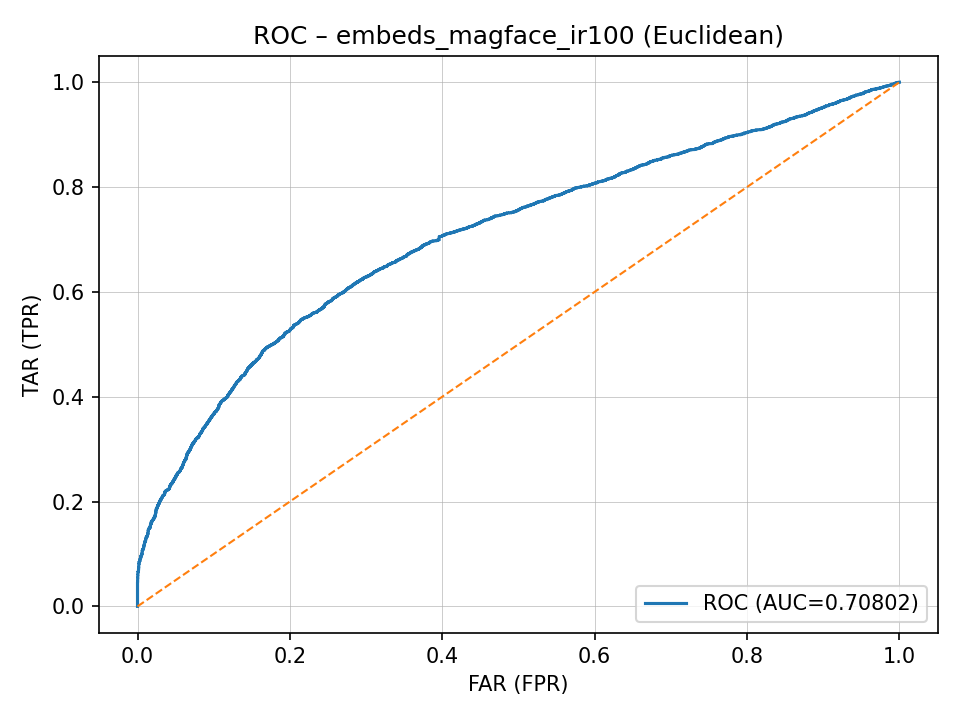 ROC – embeds_magface_ir100 (Euclidean)
TAR (TPR)
1.0
0.8
0.6
0.4
0.2
0.0
ROC (AUC=0.70802)
0.0 0.2 0.4 0.6 0.8 1.0
FAR (FPR)